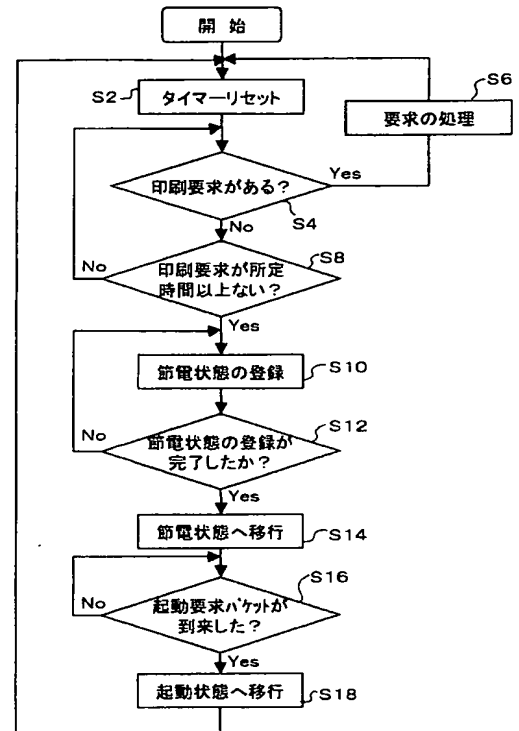 開 始
S2
タイマーリセット
S6
要求の処理
Yes
印刷要求がある?
S4
No
S8
No
印刷要求が所定
時間以上ない?
Yes
節電状態の登録
S10
S12
No
節電状態の登録が
完了したか?
Yes
節電状態へ移行
S14
S16
No
起動要求パケットが
到来した?
Yes
起動状態へ移行
S18